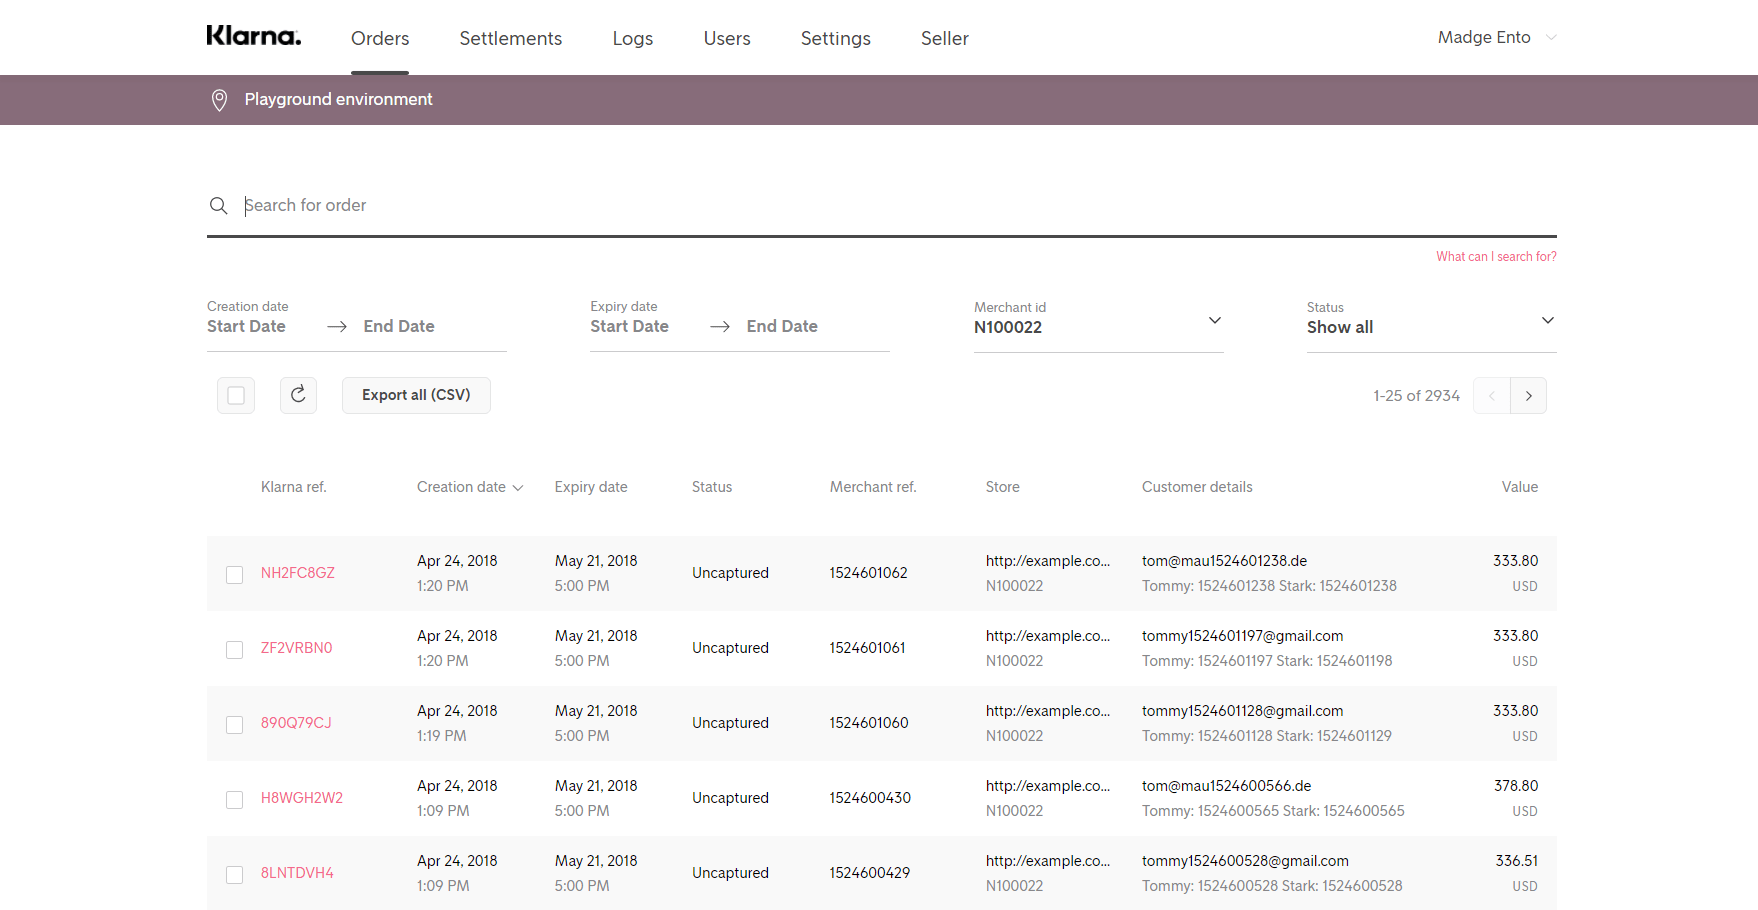 Klarna. Orders Settlements Logs Users Settings Seller Madge Ento
Playground environment
Search for order
What can I search for?
Creation date Expiry date Merchant id Status
Start Date End Date Start Date End Date N100022 Show all
Export all (CSV) 1-25 of 2934
Klarna ref. Creation date Expiry date Status Merchant ref. Store Customer details Value
NH2FC8GZ Apr 24, 2018 May 21, 2018 Uncaptured 1524601062 http://example.co... tom@mau1524601238.de 333.80
1:20 PM 5:00 PM N100022 Tommy: 1524601238 Stark: 1524601238 USD
ZF2VRBN0 Apr 24, 2018 May 21, 2018 Uncaptured 1524601061 http://example.co... tommy1524601197@gmail.com 333.80
1:20 PM 5:00 PM N100022 Tommy: 1524601197 Stark: 1524601198 USD
890Q79CJ Apr 24, 2018 May 21, 2018 Uncaptured 1524601060 http://example.co... tommy1524601128@gmail.com 333.80
1:19 PM 5:00 PM N100022 Tommy: 1524601128 Stark: 1524601129 USD
H8WGH2W2 Apr 24, 2018 May 21, 2018 Uncaptured 1524600430 http://example.co... tom@mau1524600566.de 378.80
1:09 PM 5:00 PM N100022 Tommy: 1524600565 Stark: 1524600565 USD
8LNTDVH4 Apr 24, 2018 May 21, 2018 Uncaptured 1524600429 http://example.co... tommy1524600528@gmail.com 336.51
1:09 PM 5:00 PM N100022 Tommy: 1524600528 Stark: 1524600528 USD